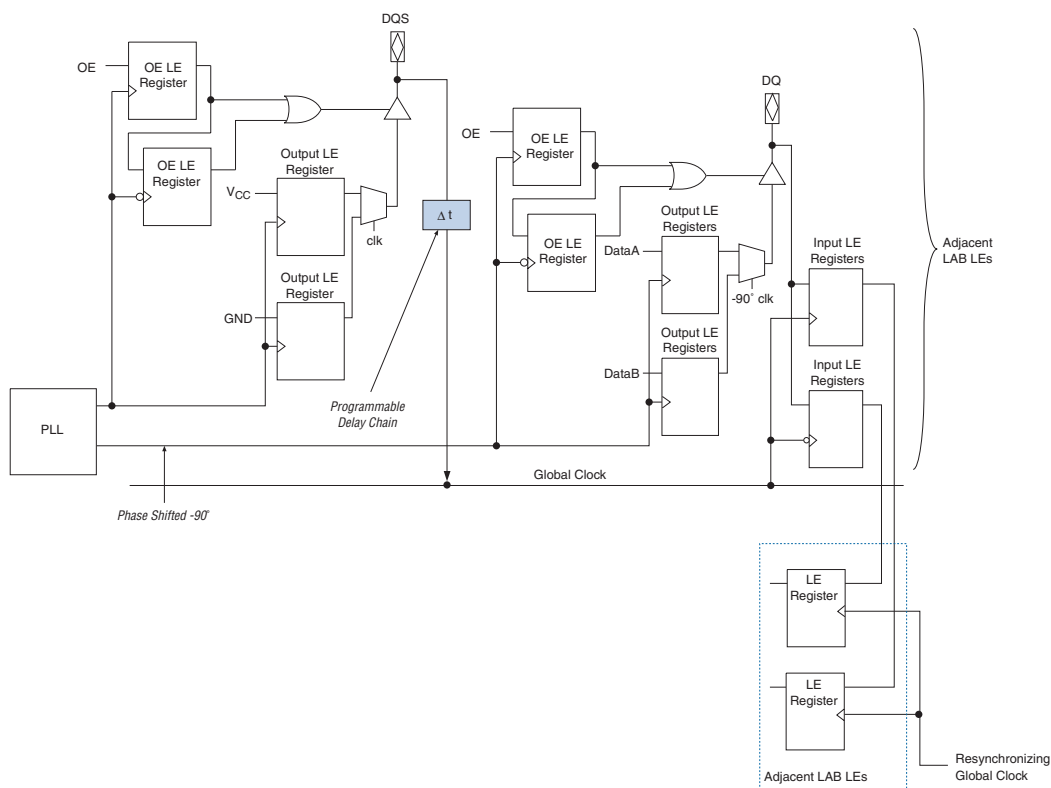 DQS
OE
OE LE
Register
OE LE
Register
Output LE
Register
VCC
clk
Output LE
Register
GND
Δ t
Programmable
Delay Chain
PLL
Phase Shifted -90˚
Global Clock
DQ
OE
OE LE
Register
OE LE
Register
Output LE
Registers
DataA
-90˚ clk
Output LE
Registers
DataB
Input LE
Registers
Input LE
Registers
Adjacent
LAB LEs
LE
Register
LE
Register
Adjacent LAB LEs
Resynchronizing
Global Clock